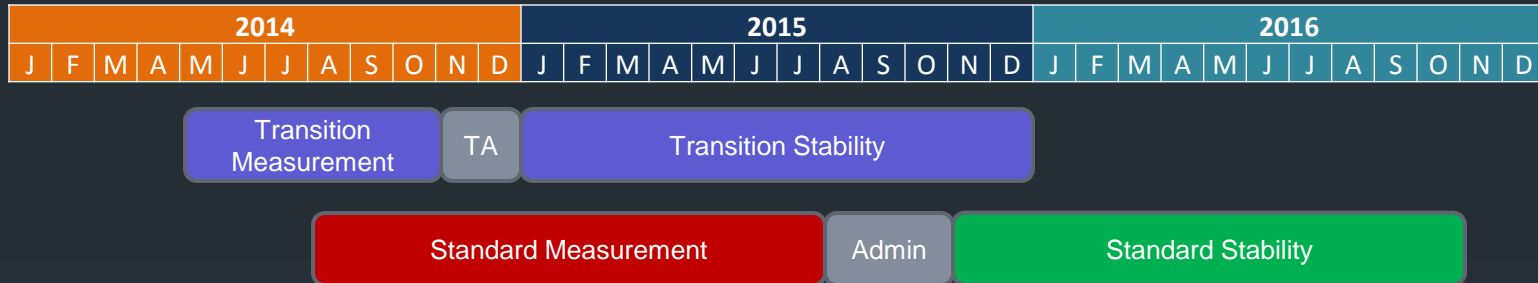 2014 2015 2016
J F M A M J J A S O N D J F M A M J J A S O N D J F M A M J J A S O N D
Transition
Measurement
TA
Transition Stability
Standard Measurement
Admin
Standard Stability